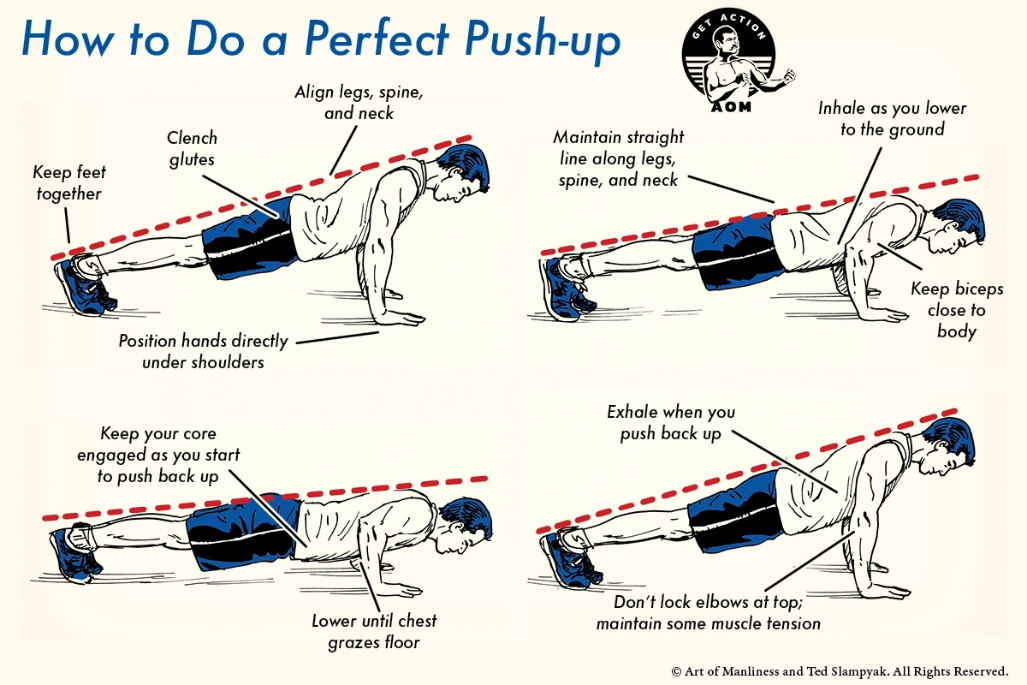 How to Do a Perfect Push-up
GET ACTION
AOM
Align legs, spine,
and neck
Clench
glutes
Keep feet
together
Position hands directly
under shoulders
Inhale as you lower
to the ground
Maintain straight
line along legs,
spine, and neck
Keep biceps
close to
body
Keep your core
engaged as you start
to push back up
Lower until chest
grazes floor
Exhale when you
push back up
Don't lock elbows at top;
maintain some muscle tension
© Art of Manliness and Ted Slampyak. All Rights Reserved.